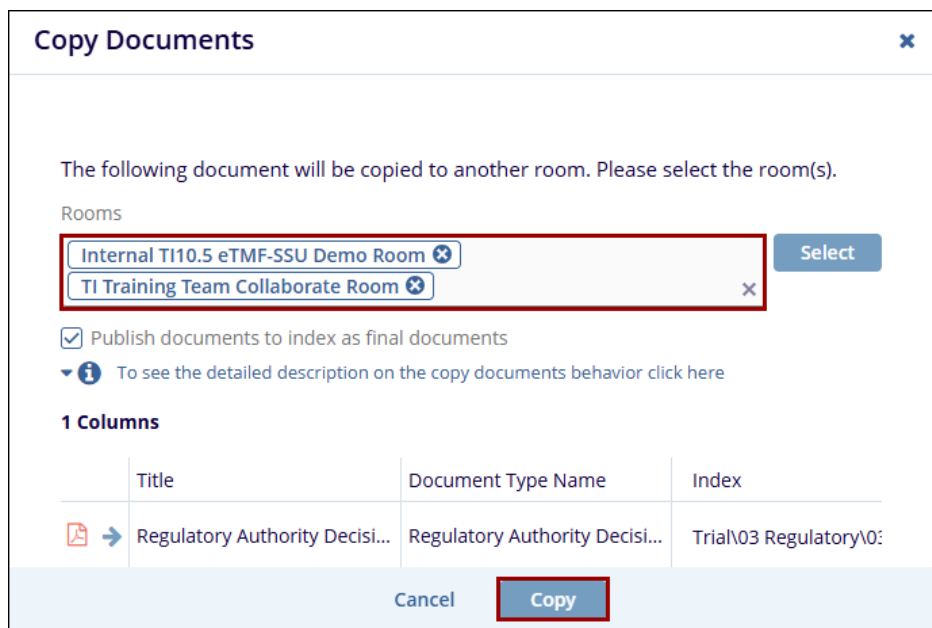 Copy Documents
The following document will be copied to another room. Please select the room(s).
Rooms
Internal TI10.5 eTMF-SSU Demo Room
Select
TI Training Team Collaborate Room
Publish documents to index as final documents
To see the detailed description on the copy documents behavior click here
1 Columns
Title Document Type Name Index
Regulatory Authority Decisi... Regulatory Authority Decisi... Trial\03 Regulatory\03
Cancel Copy